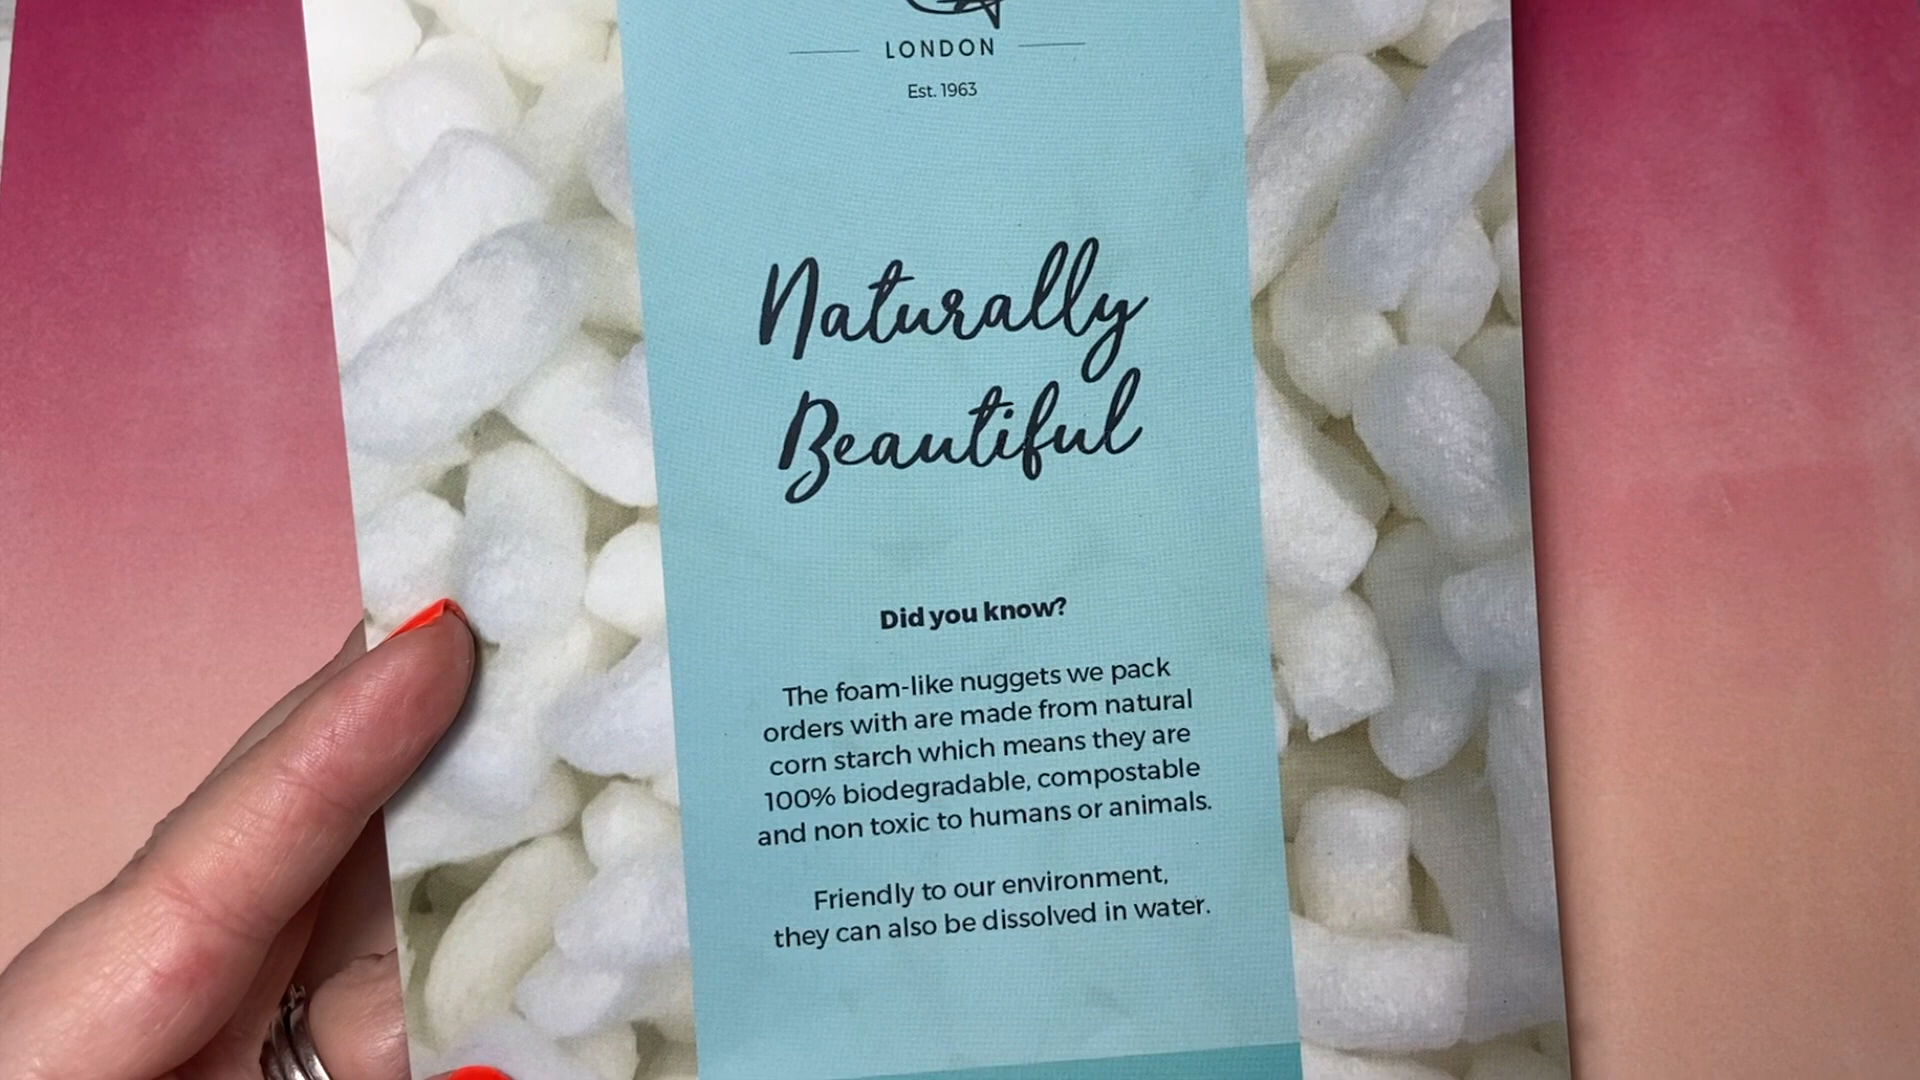 LONDON
Est. 1963
Naturally
Beautiful
Did you know?
The foam-like nuggets we pack
orders with are made from natural
corn starch which means they are
100% biodegradable, compostable
and non toxic to humans or animals.
Friendly to our environment,
they can also be dissolved in water.